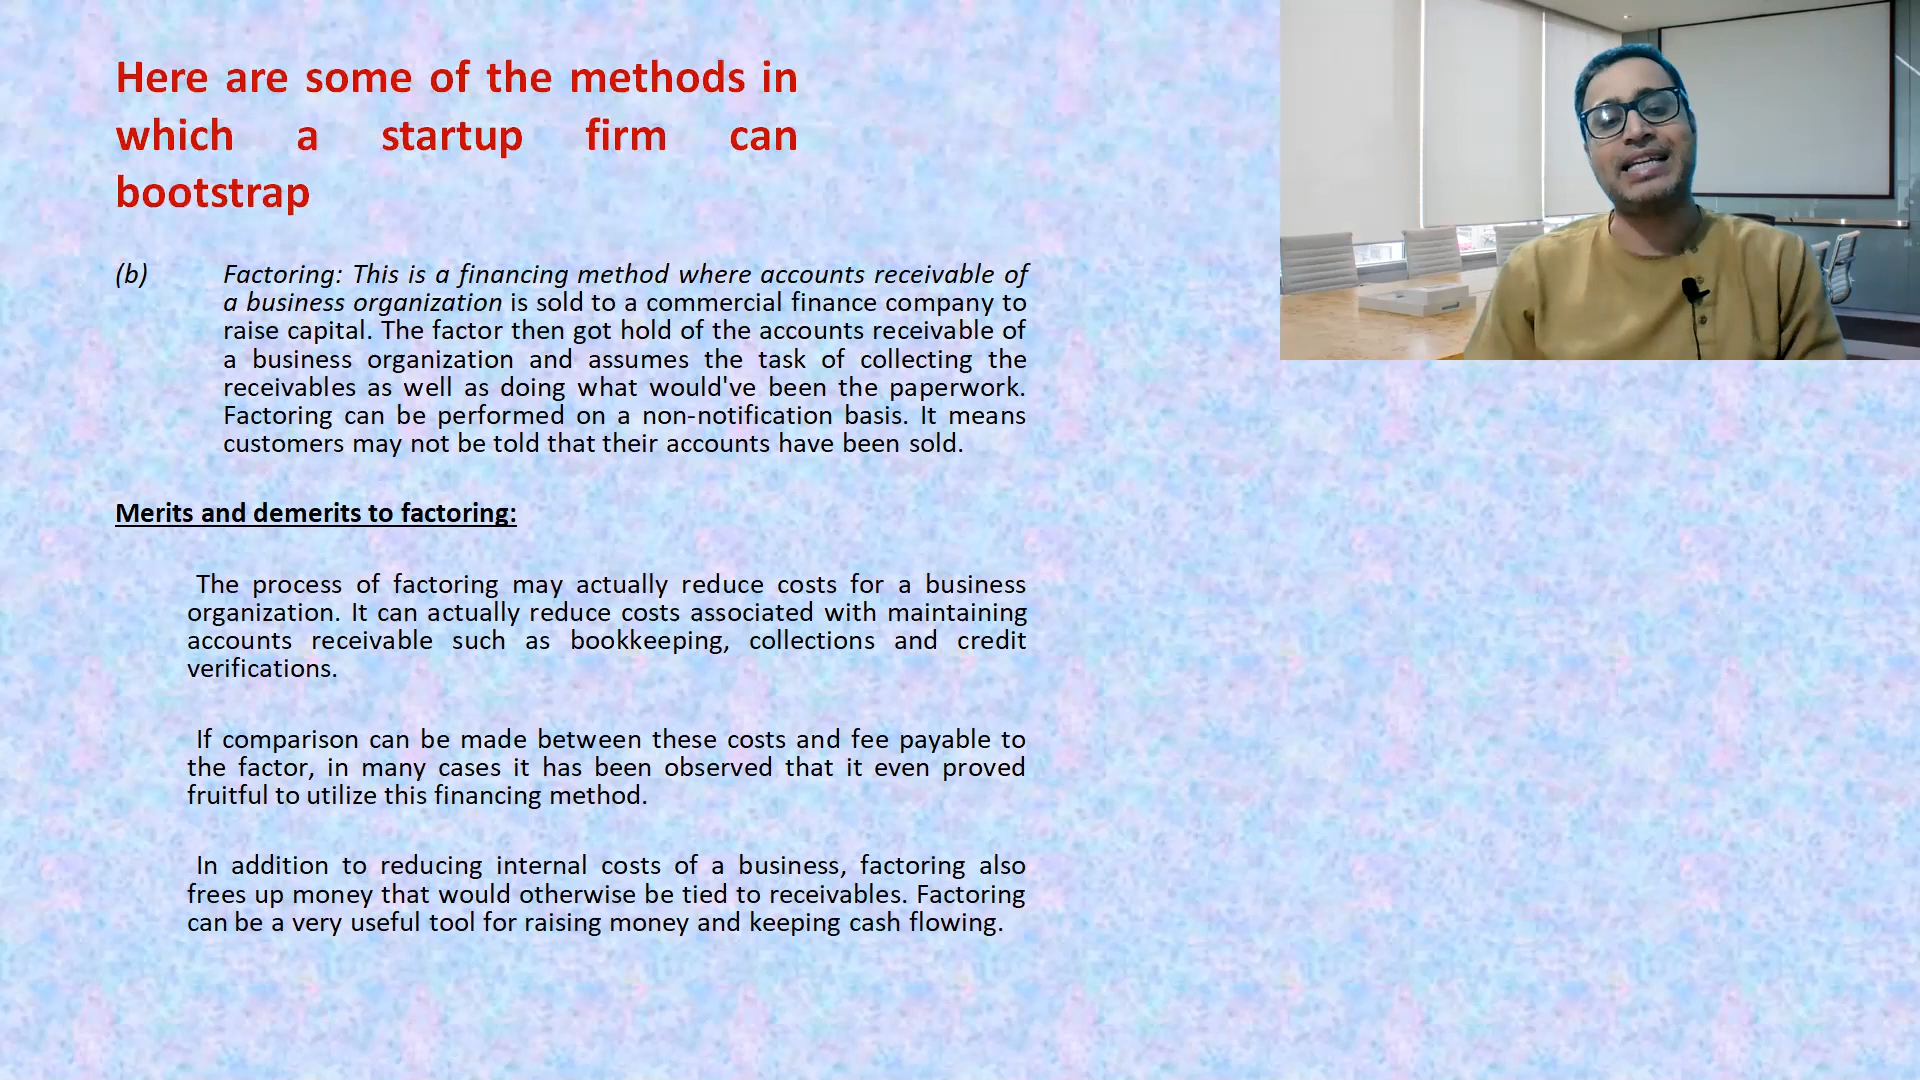 Here are some of the methods in
which a startup firm can
bootstrap
(b) Factoring: This is a financing method where accounts receivable of
a business organization is sold to a commercial finance company to
raise capital. The factor then got hold of the accounts receivable of
a business organization and assumes the task of collecting the
receivables as well as doing what would've been the paperwork.
Factoring can be performed on a non-notification basis. It means
customers may not be told that their accounts have been sold.
Merits and demerits to factoring:
The process of factoring may actually reduce costs for a business
organization. It can actually reduce costs associated with maintaining
accounts receivable such as bookkeeping, collections and credit
verifications.
If comparison can be made between these costs and fee payable to
the factor, in many cases it has been observed that it even proved
fruitful to utilize this financing method.
In addition to reducing internal costs of a business, factoring also
frees up money that would otherwise be tied to receivables. Factoring
can be a very useful tool for raising money and keeping cash flowing.